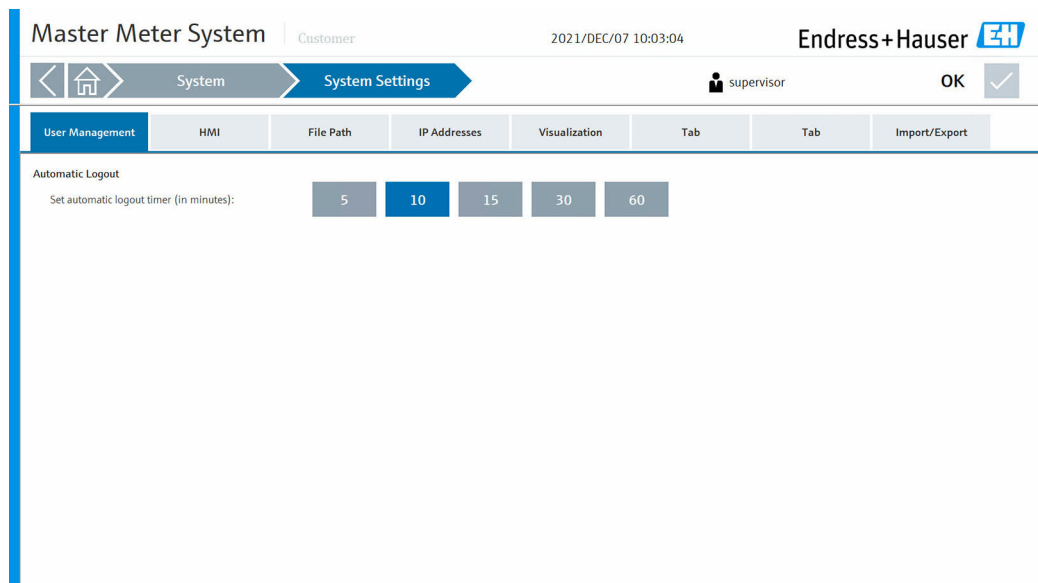 Master Meter System
Customer
2021/DEC/07 10:03:04
Endress+Hauser EH
System
System Settings
supervisor
OK
User Management
HMI
File Path
IP Addresses
Visualization
Tab
Tab
Import/Export
Automatic Logout
Set automatic logout timer (in minutes):
5
10
15
30
60